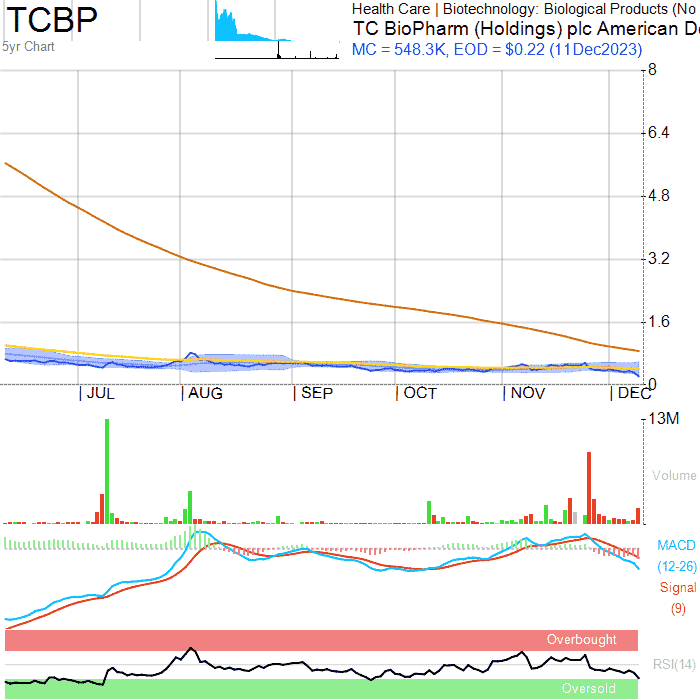 TCBP
5yr Chart
Health Care | Biotechnology: Biological Products (No
TC BioPharm (Holdings) plc American De
MC = 548.3K, EOD = $0.22 (11Dec2023)
8
6.4
4.8
3.2
1.6
0
JUL AUG SEP OCT NOV DEC
13M
Volume
MACD
(12-26)
Signal
(9)
Overbought
RSI(14)
Oversold